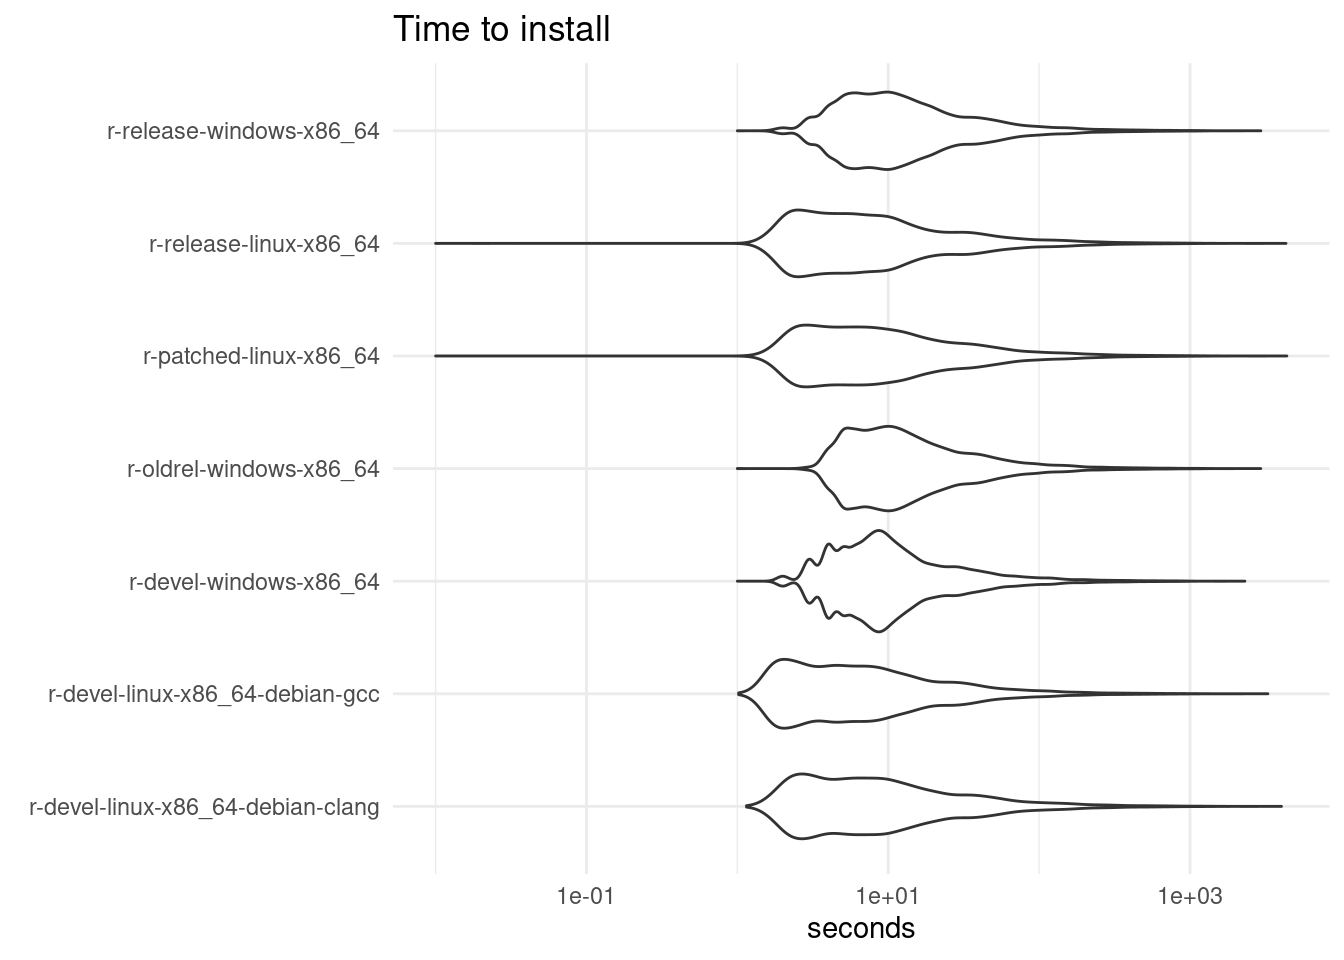 Time to install
r-release-windows-x86_64
r-release-linux-x86_64
r-patched-linux-x86_64
r-oldrel-windows-x86_64
r-devel-windows-x86_64
r-devel-linux-x86_64-debian-gcc
r-devel-linux-x86_64-debian-clang
1e-01 1e+01 1e+03
seconds